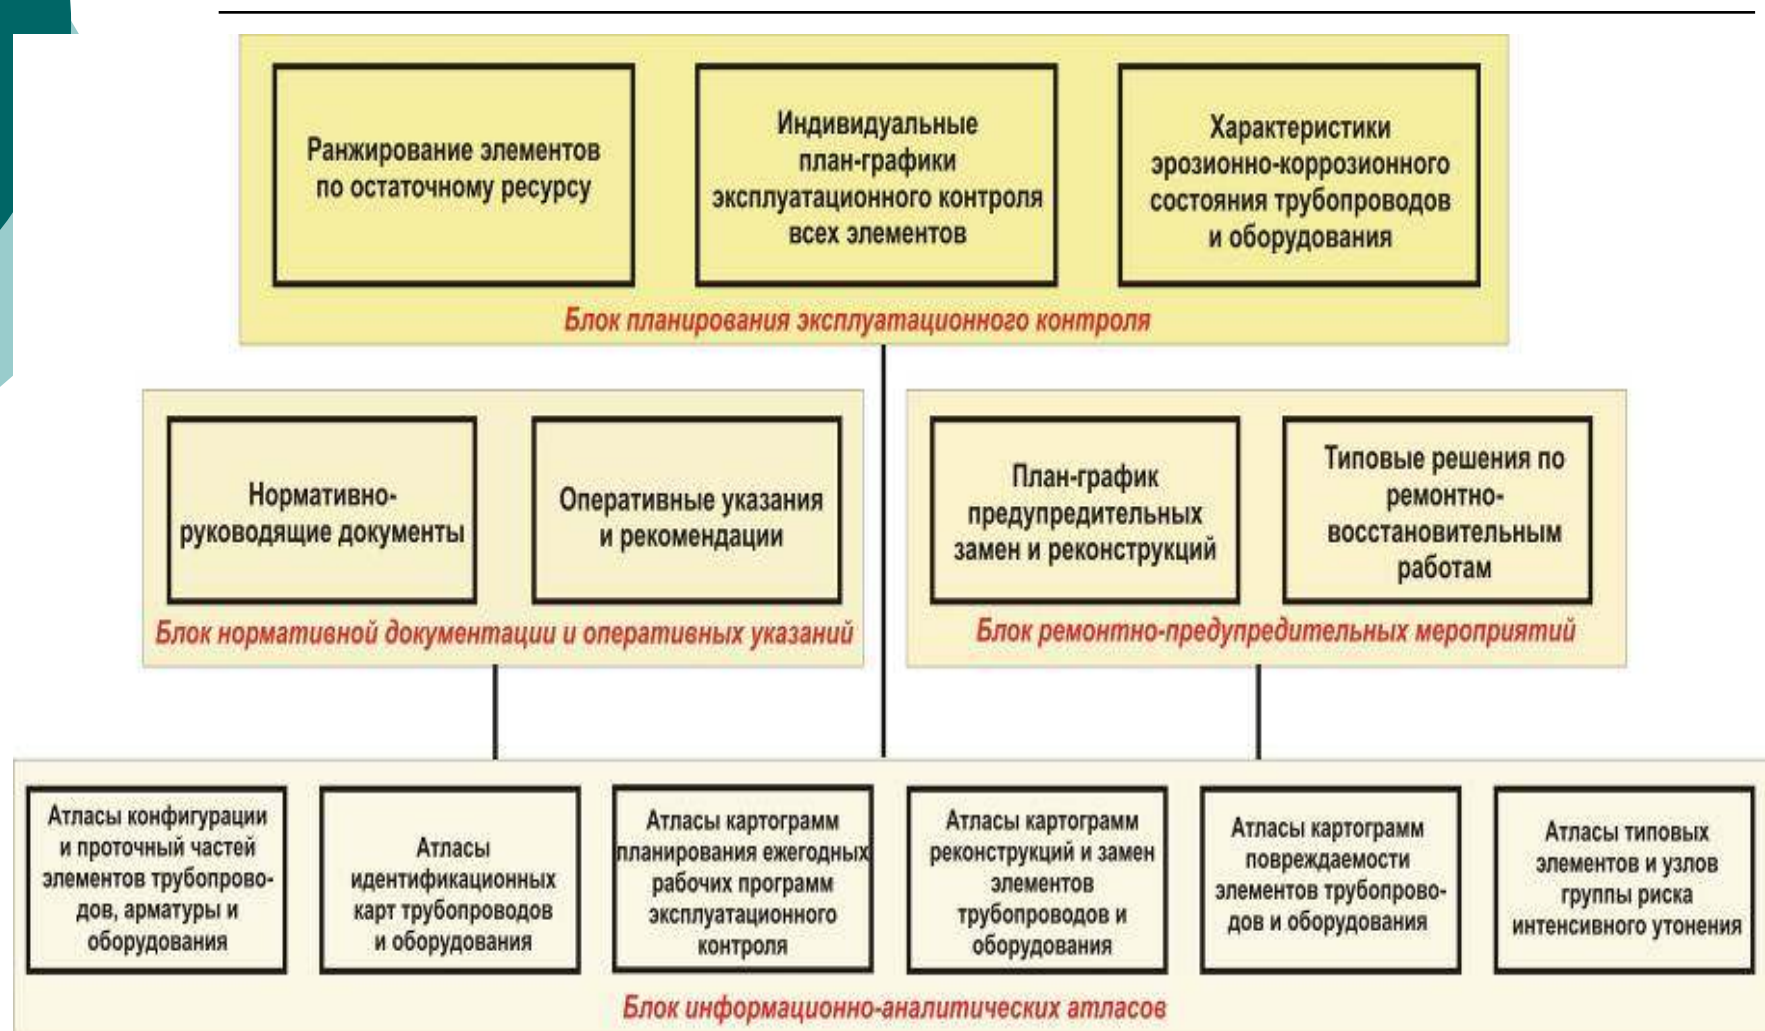 Ранжирование элементов
по остаточному ресурсу
Индивидуальные
план-графики
эксплуатационного контроля
всех элементов
Характеристики
эрозионно-коррозионного
состояния трубопроводов
и оборудования
Блок планирования эксплуатационного контроля
Нормативно-
руководящие документы
Оперативные указания
и рекомендации
Блок нормативной документации и оперативных указаний
План-график
предупредительных
замен и реконструкций
Типовые решения по
ремонтно-
восстановительным
работам
Блок ремонтно-предупредительных мероприятий
Атласы конфигурации
и проточный частей
элементов трубопрово-
дов, арматуры и
оборудования
Атласы
идентификационных
карт трубопроводов
и оборудования
Атласы картограмм
планирования ежегодных
рабочих программ
эксплуатационного
контроля
Атласы картограмм
реконструкций и замен
элементов
трубопроводов и
оборудования
Атласы картограмм
повреждаемости
элементов трубопрово-
дов и оборудования
Атласы типовых
элементов и узлов
группы риска
интенсивного утонения
Блок информационно-аналитических атласов